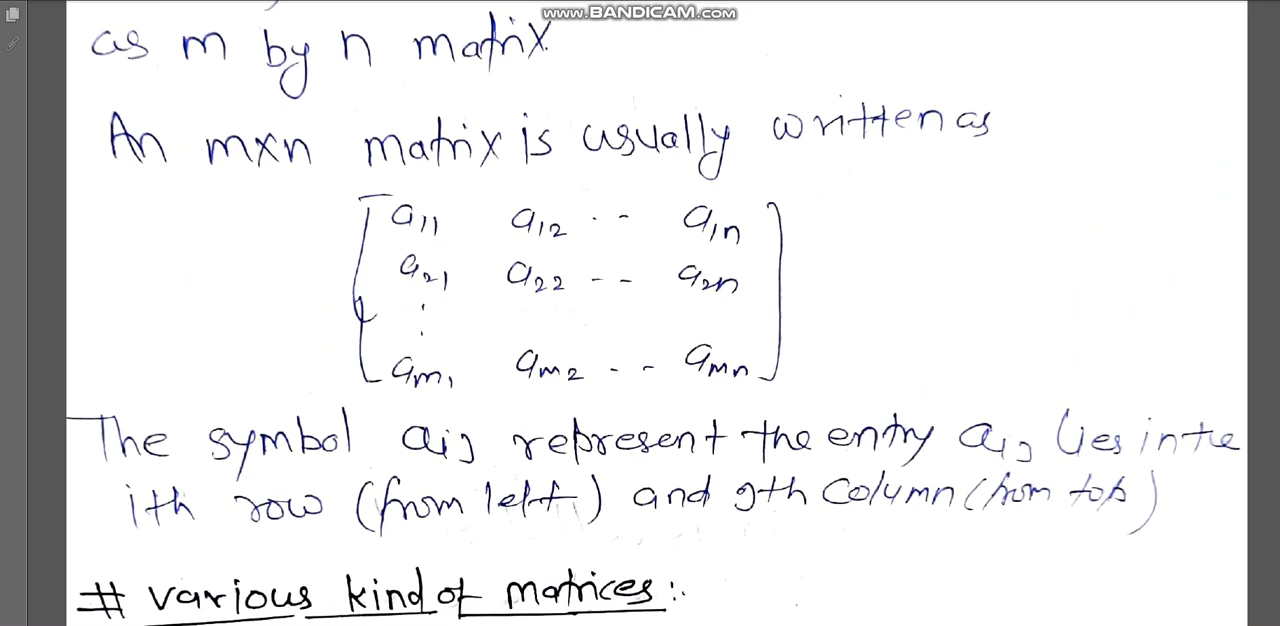 www.BANDICAM.com
as m by n matrix.
An m×n matrix is usually written as
a11 a12 .. a1n
a21 a22 -- a2n
:
am1 am2 -- amn
The symbol aij represent the entry aij lies in the
ith row (from left) and jth column (from top)
# various kind of matrices: